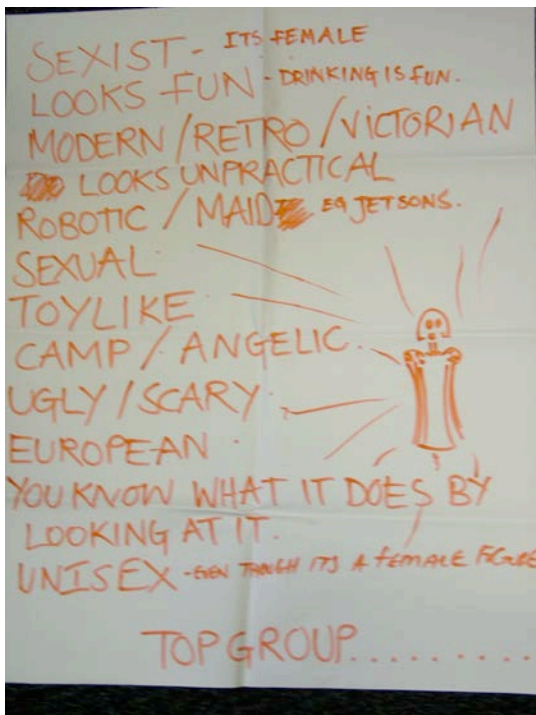 SEXIST - ITS FEMALE
LOOKS FUN - DRINKING IS FUN.
MODERN/RETRO/VICTORIAN
LOOKS UNPRACTICAL
ROBOTIC / MAID EG JETSONS.
SEXUAL
TOYLIKE
CAMP / ANGELIC
UGLY/SCARY
EUROPEAN
YOU KNOW WHAT IT DOES BY
LOOKING AT IT.
UNISEX - EVEN THOUGH ITS A FEMALE FIGURE
TOP GROUP..........